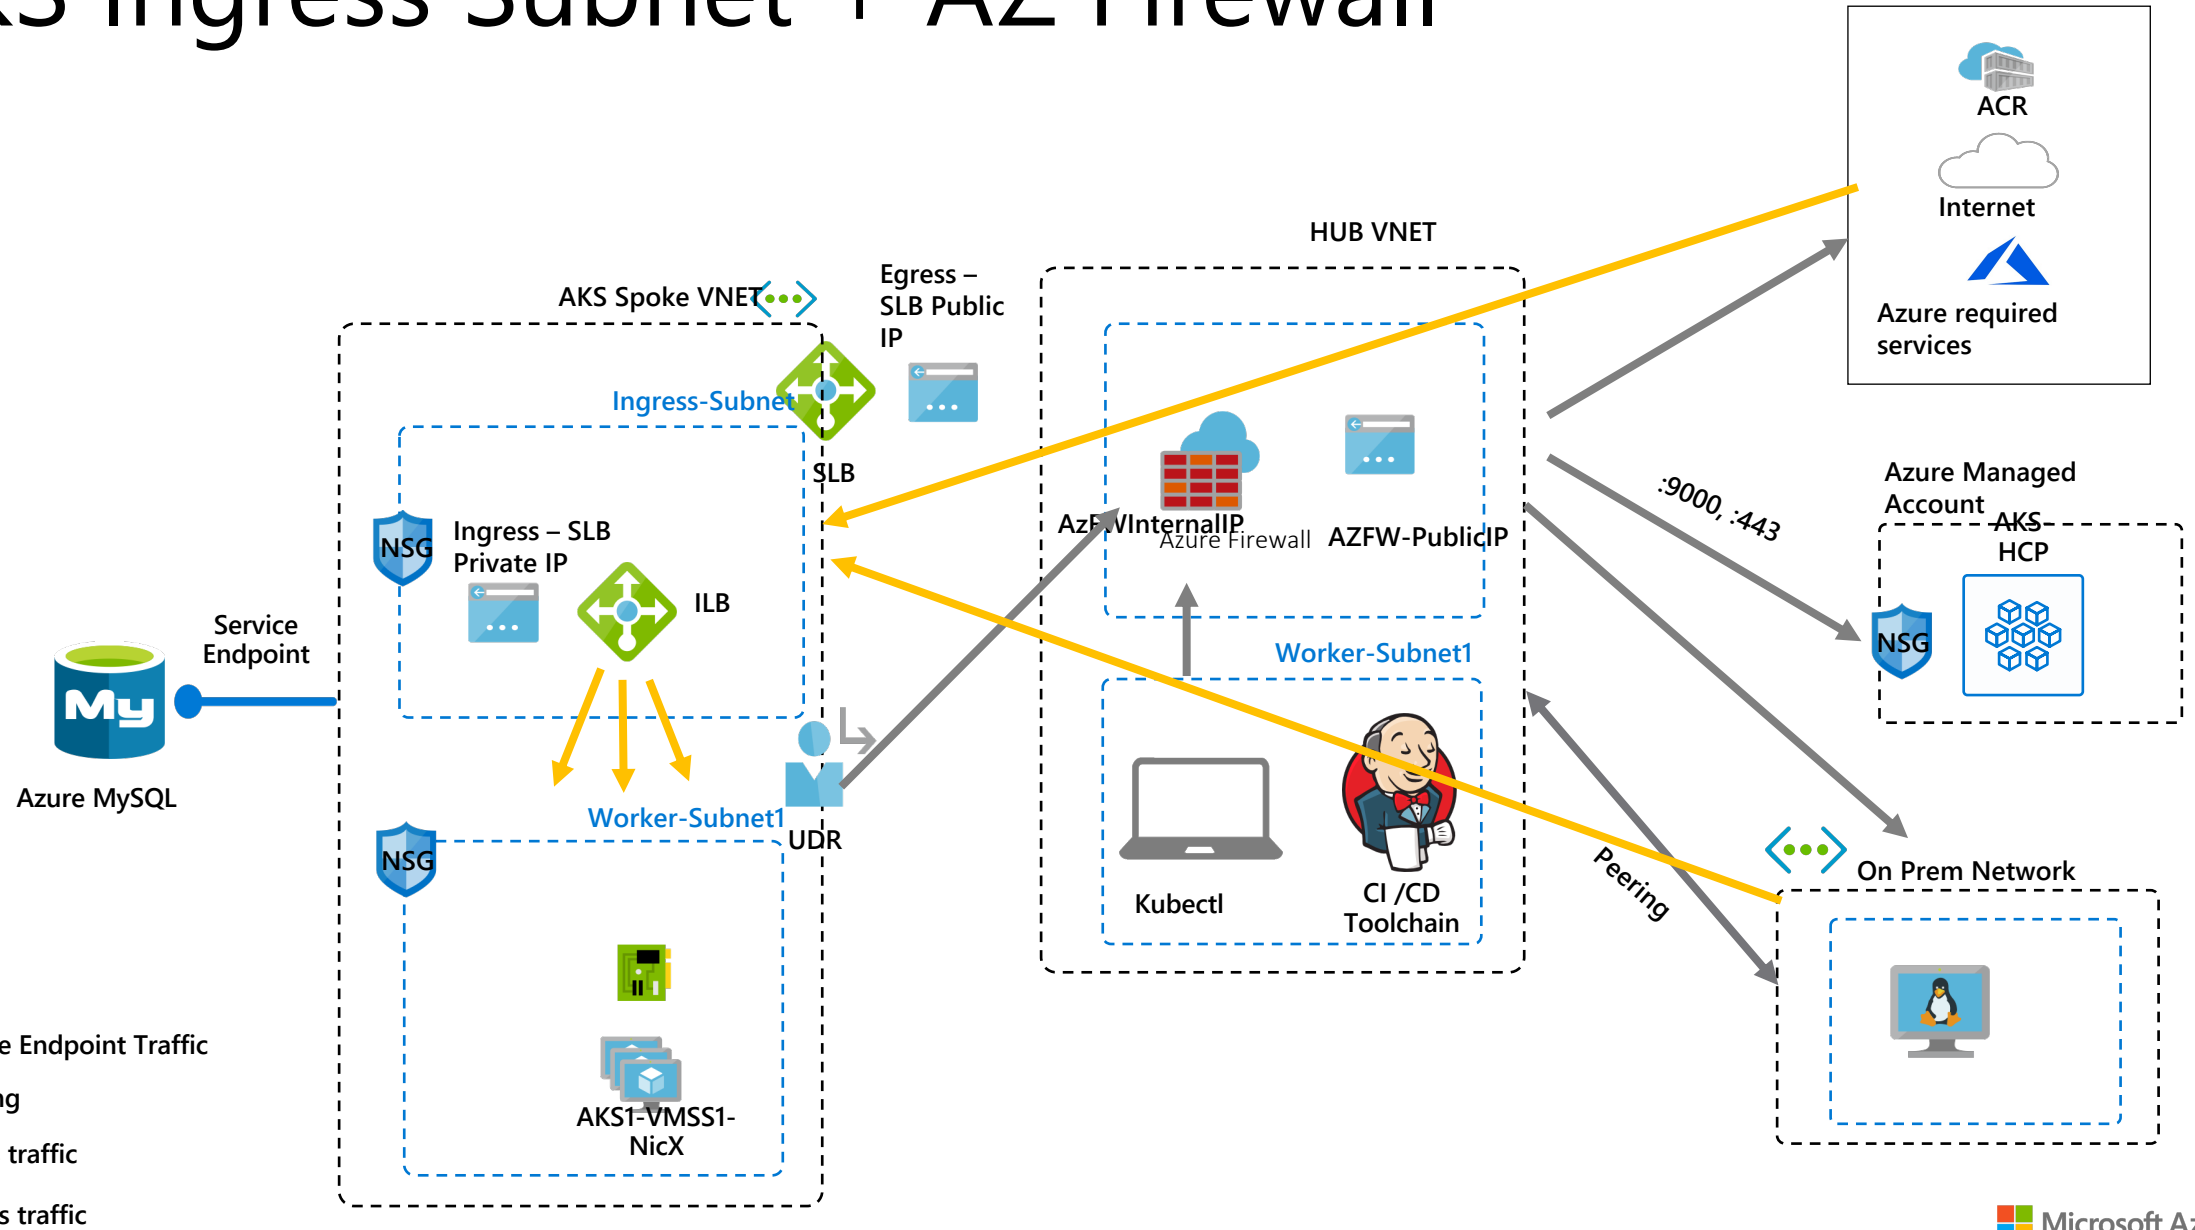 KS Ingress Subnet + AZ Firewall
ACR
Internet
Azure required
services
HUB VNET
Egress –
SLB Public
IP
AKS Spoke VNET
Ingress-Subnet
SLB
NSG
Ingress – SLB
Private IP
ILB
AzFWInternalIP
Azure Firewall
AZFW-PublicIP
:9000, :443
Azure Managed
Account
AKS-
HCP
NSG
Service
Endpoint
My
Azure MySQL
Worker-Subnet1
Worker-Subnet1
UDR
NSG
Kubectl
CI /CD
Toolchain
Peering
On Prem Network
AKS1-VMSS1-
NicX
e Endpoint Traffic
ng
traffic
s traffic
Microsoft Az